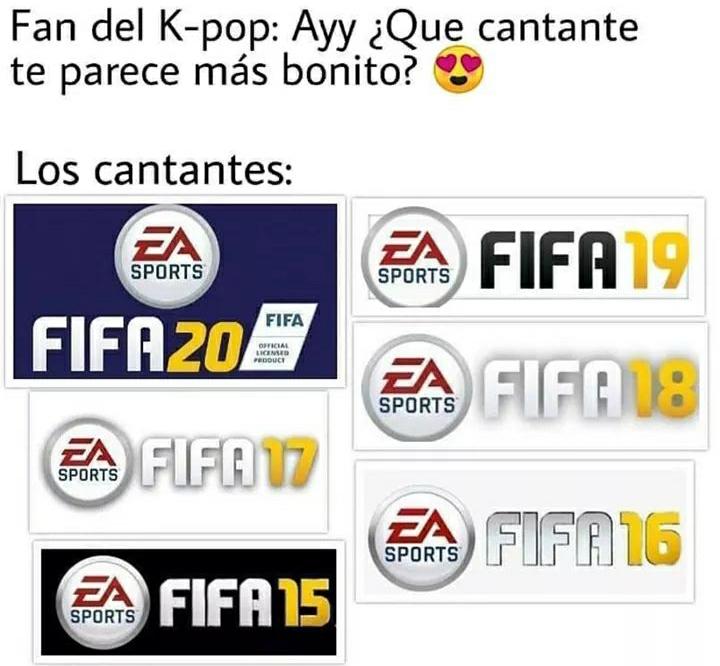 Fan del K-pop: Ayy ¿Que cantante
te parece más bonito? 😍
Los cantantes:
EA
SPORTS
FIFA 20
FIFA
OFFICIAL
LICENSED
PRODUCT
EA
SPORTS
FIFA 19
EA
SPORTS
FIFA 18
EA
SPORTS
FIFA 17
EA
SPORTS
FIFA 16
EA
SPORTS
FIFA 15